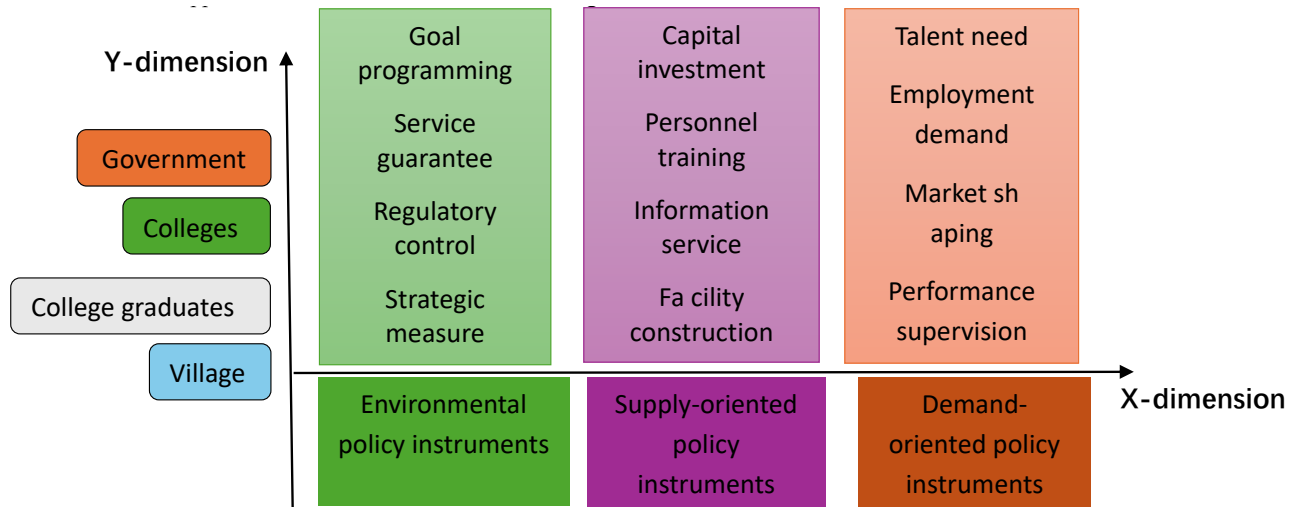 Y-dimension
Government
Colleges
College graduates
Village
Goal
programming
Service
guarantee
Regulatory
control
Strategic
measure
Capital
investment
Personnel
training
Information
service
Fa cility
construction
Talent need
Employment
demand
Market sh
aping
Performance
supervision
X-dimension
Environmental
policy instruments
Supply-oriented
policy
instruments
Demand-
oriented policy
instruments